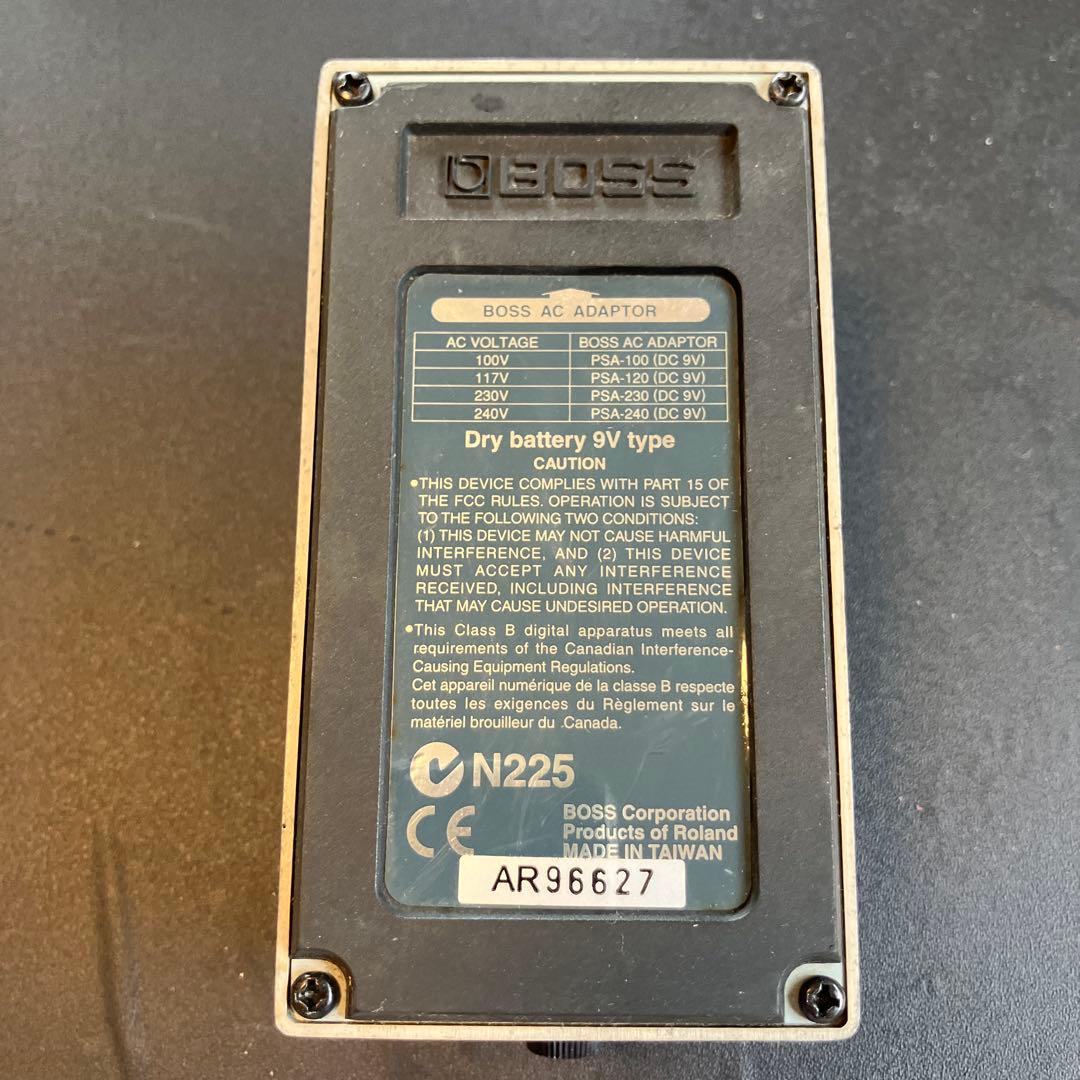 BOSS
BOSS AC ADAPTOR
AC VOLTAGE BOSS AC ADAPTOR
100V PSA-100 (DC 9V)
117V PSA-120 (DC 9V)
230V PSA-230 (DC 9V)
240V PSA-240 (DC 9V)
Dry battery 9V type
CAUTION
●THIS DEVICE COMPLIES WITH PART 15 OF
THE FCC RULES. OPERATION IS SUBJECT
TO THE FOLLOWING TWO CONDITIONS:
(1) THIS DEVICE MAY NOT CAUSE HARMFUL
INTERFERENCE, AND (2) THIS DEVICE
MUST ACCEPT ANY INTERFERENCE
RECEIVED, INCLUDING INTERFERENCE
THAT MAY CAUSE UNDESIRED OPERATION.
●This Class B digital apparatus meets all
requirements of the Canadian Interference-
Causing Equipment Regulations.
Cet appareil numérique de la classe B respecte
toutes les exigences du Règlement sur le
matériel brouilleur du .Canada.
N225
CE
BOSS Corporation
Products of Roland
MADE IN TAIWAN
AR96627